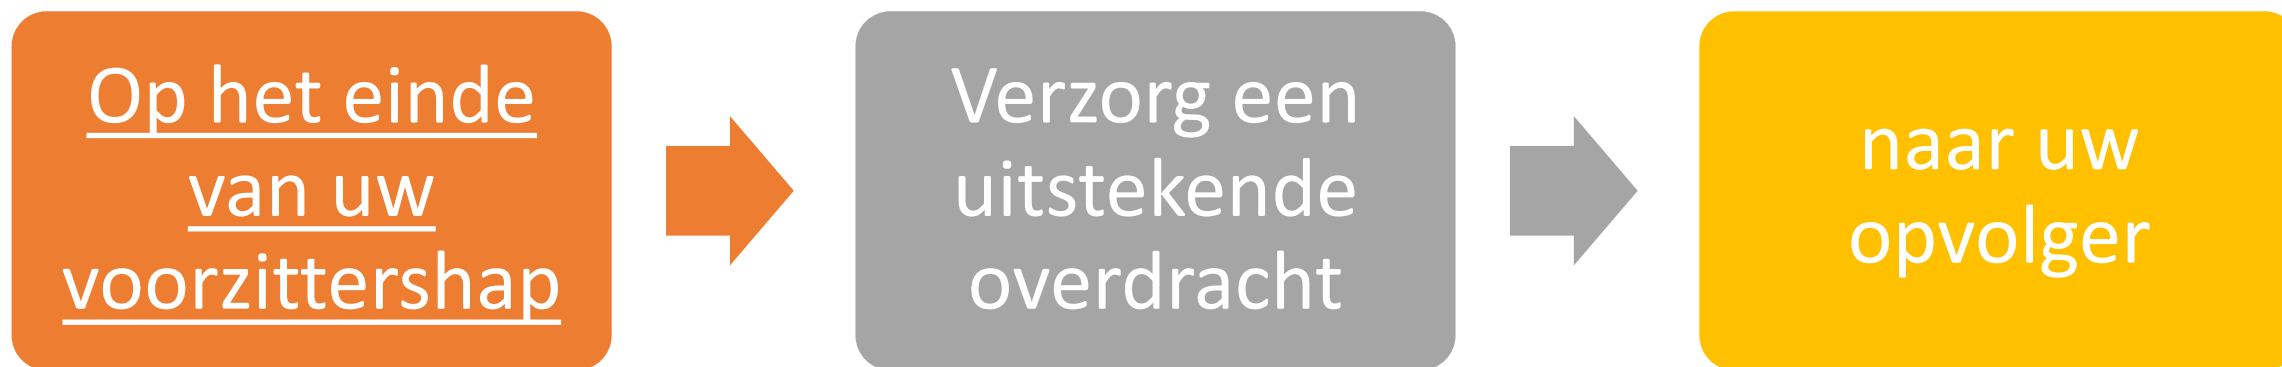 Op het einde
van uw
voorzittershap
Verzorg een
uitstekende
overdracht
naar uw
opvolger